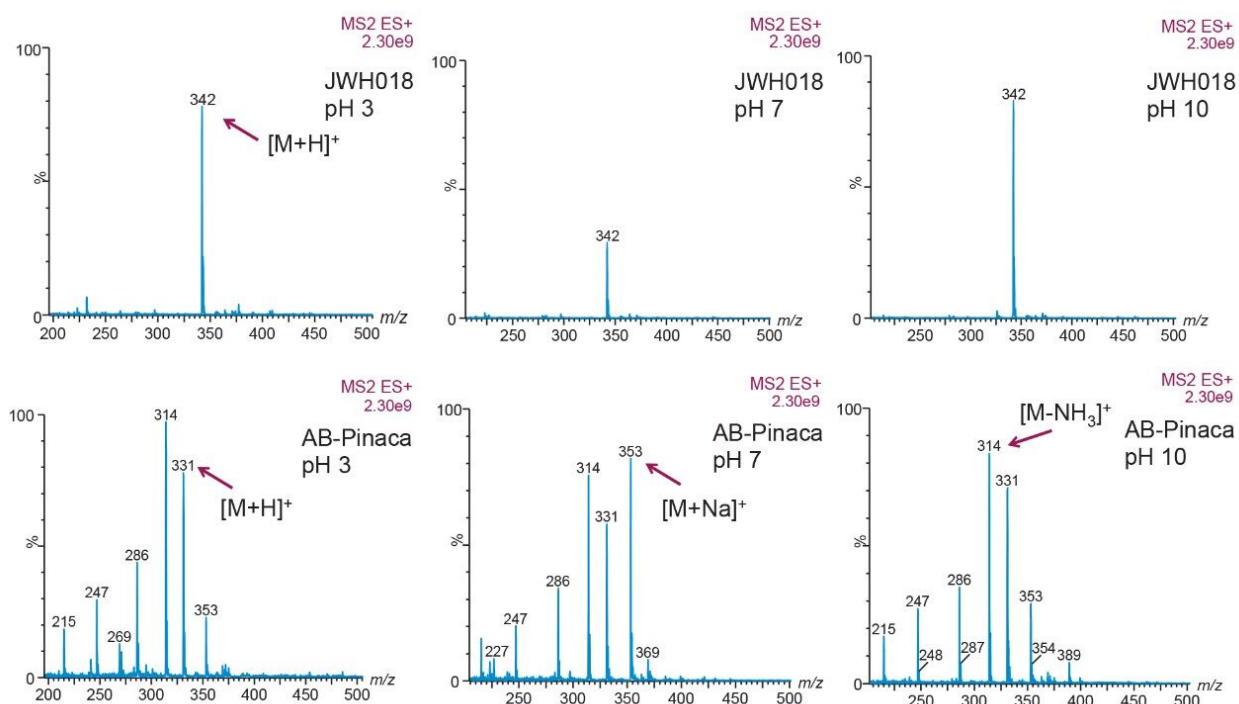 MS2 ES+
2.30e9
100
JWH018
pH 3
342
[M+H]⁺
%
0
200 250 300 350 400 450 500 m/z
MS2 ES+
2.30e9
100
JWH018
pH 7
342
%
0
250 300 350 400 450 500 m/z
MS2 ES+
2.30e9
100
JWH018
pH 10
342
%
0
250 300 350 400 450 500 m/z
MS2 ES+
2.30e9
100
314
AB-Pinaca
pH 3
331
[M+H]⁺
286
247
215
269
353
%
0
200 250 300 350 400 450 500 m/z
MS2 ES+
2.30e9
100
AB-Pinaca
pH 7
353
314
[M+Na]⁺
331
286
247
227
369
%
0
250 300 350 400 450 500 m/z
MS2 ES+
2.30e9
100
[M-NH₃]⁺
AB-Pinaca
pH 10
314
331
286
353
247
215
248
287
354
389
%
0
250 300 350 400 450 500 m/z